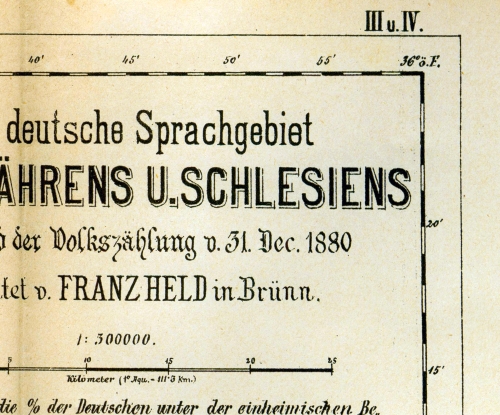 III u. IV.
40' 45' 50' 55' 36° ö. F.
deutsche Sprachgebiet
ÄHRENS U. SCHLESIENS
der Volkszählung v. 31. Dec. 1880
20'
tet v. FRANZ HELD in Brünn.
1: 300000.
5 10 15 20 25
Kilometer (1° Aqu. = 111·3 Km.)
15'
die % der Deutschen unter der einheimischen Be.